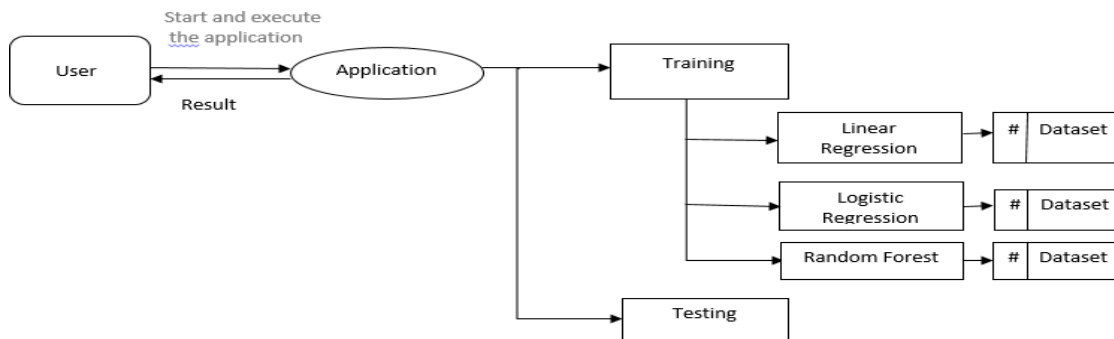 Start and execute
the application
User
Application
Result
Training
Linear
Regression
# Dataset
Logistic
Regression
# Dataset
Random Forest
# Dataset
Testing